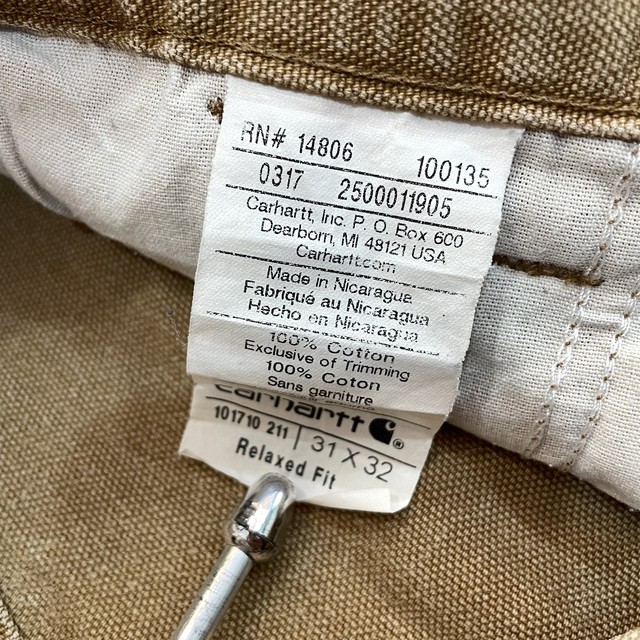 RN# 14806 100135
0317 2500011905
Carhartt, Inc. P. O. Box 600
Dearborn, MI 48121 USA
Carhartt.com
Made in Nicaragua
Fabriqué au Nicaragua
Hecho en Nicaragua
100% Cotton
Exclusive of Trimming
100% Coton
Sans garniture
carhartt ®
101710 211 | 31 X 32
Relaxed Fit